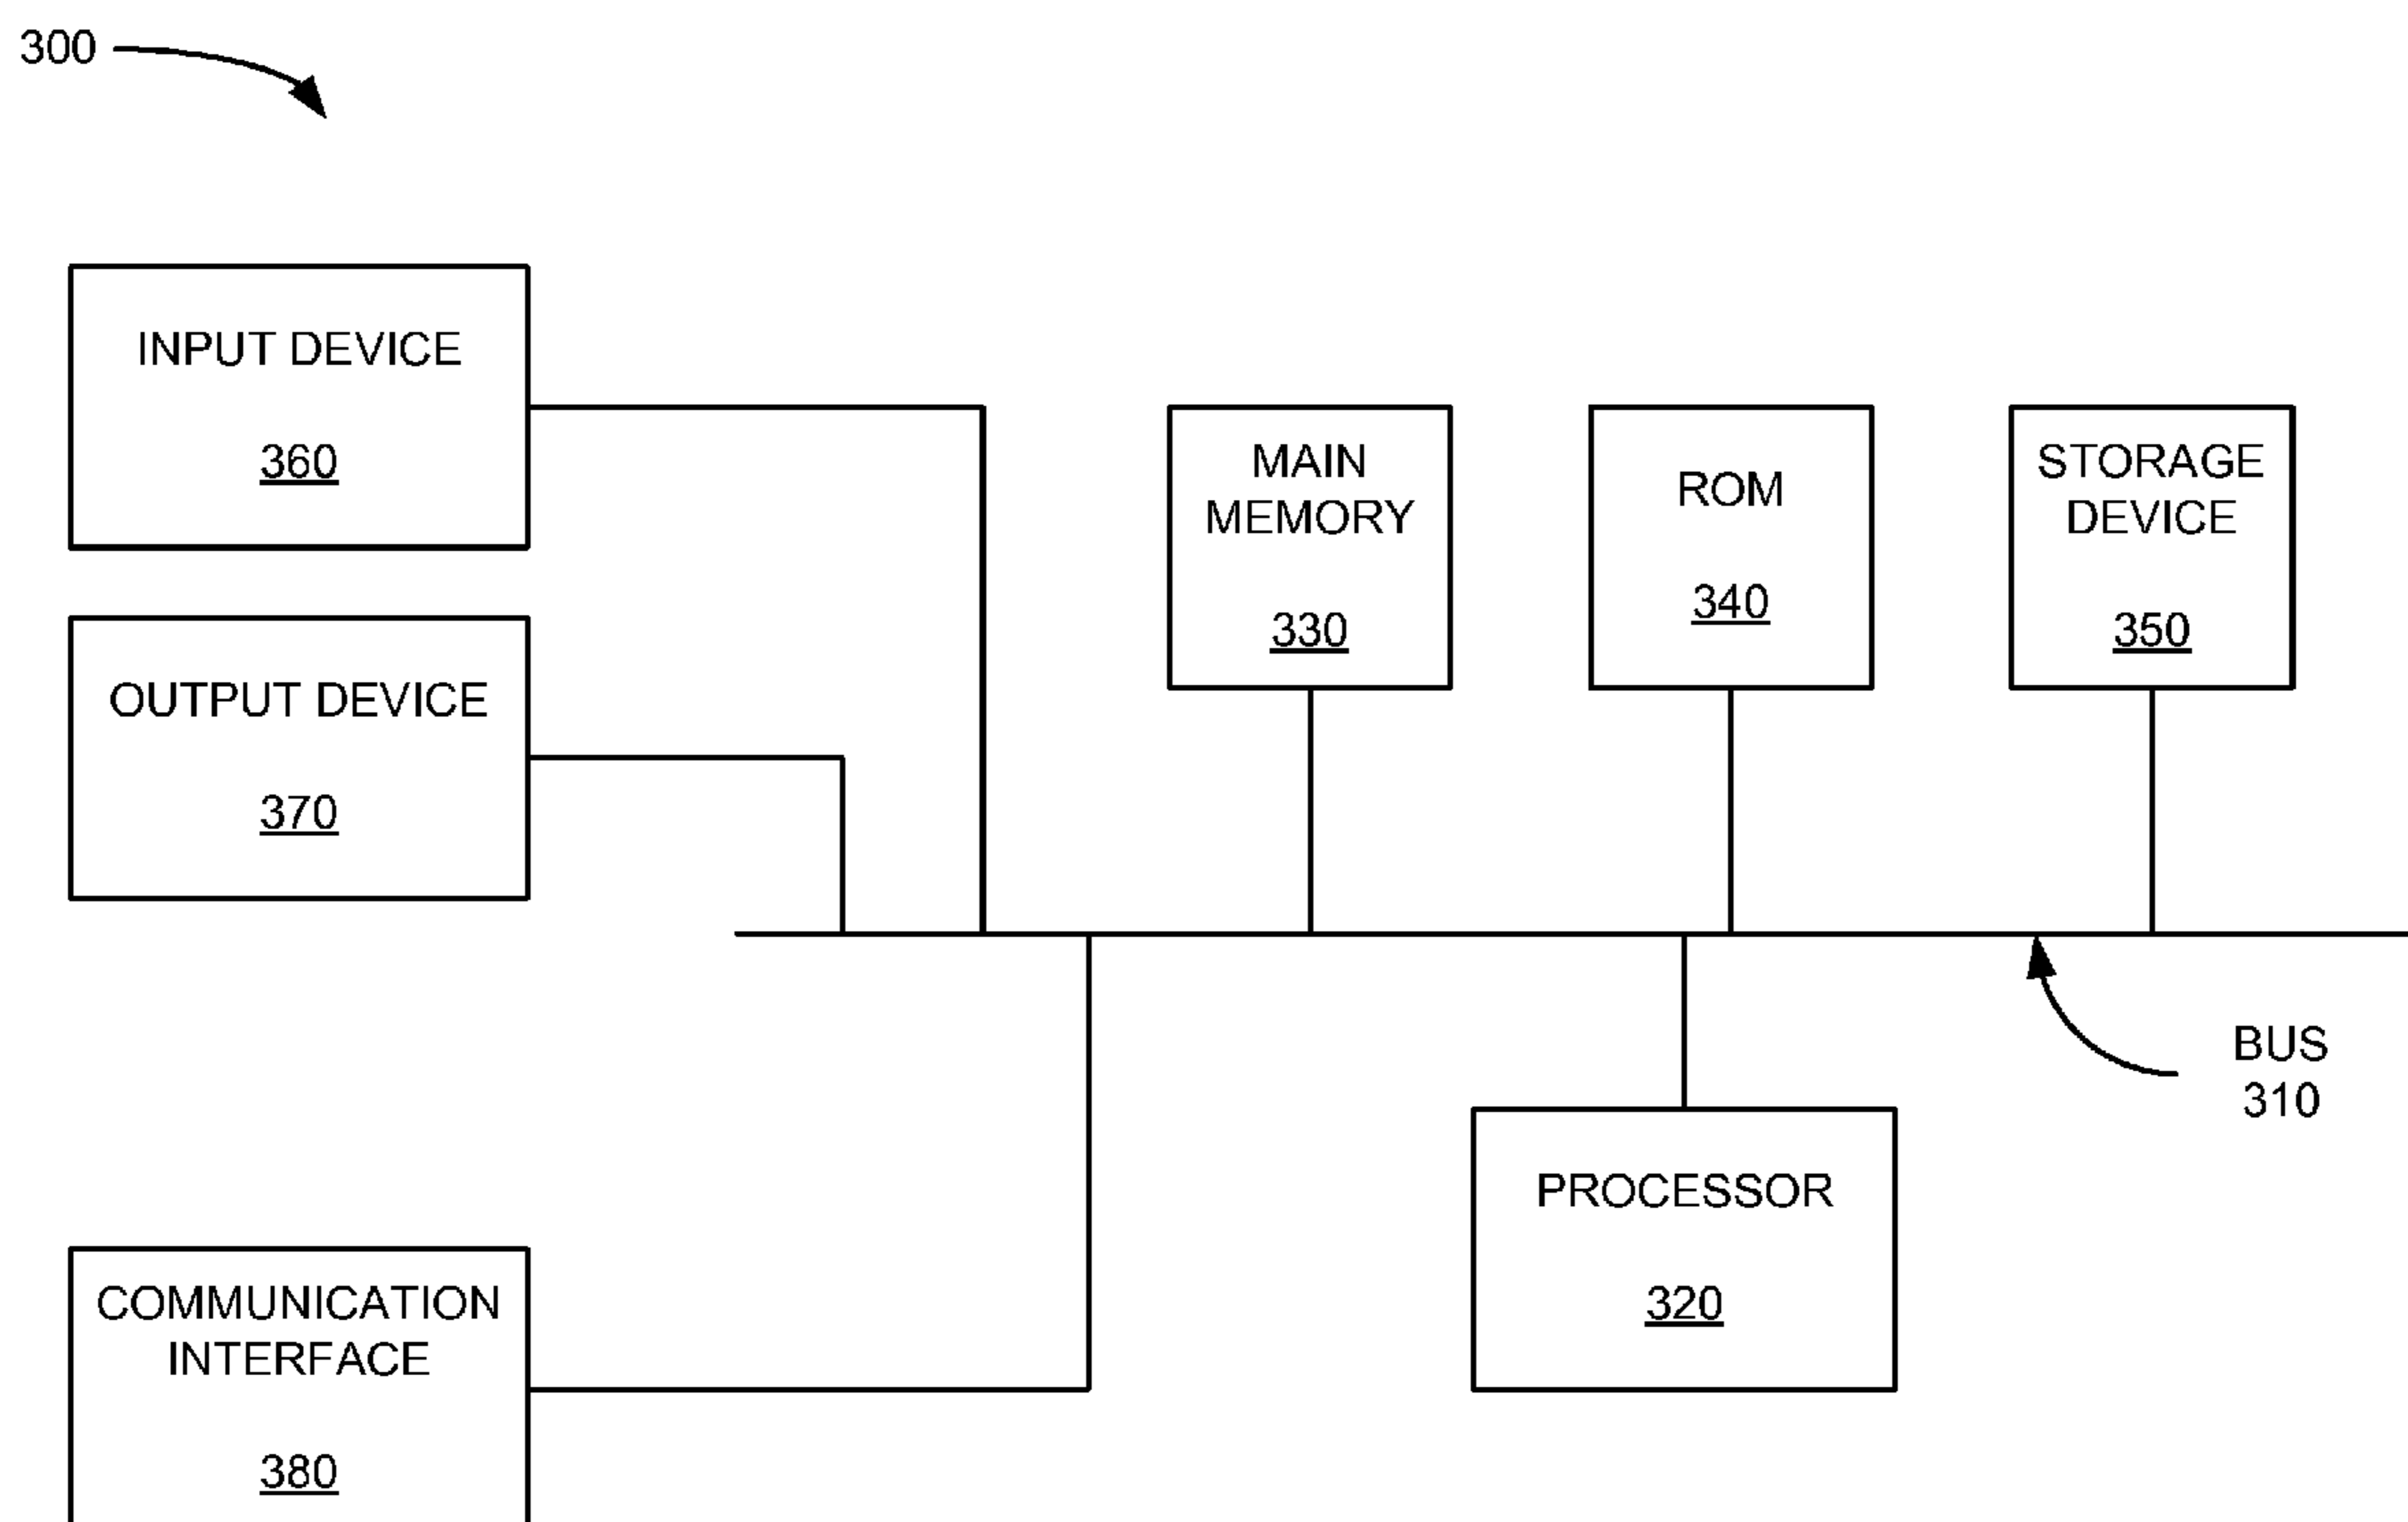 300
INPUT DEVICE
360
OUTPUT DEVICE
370
COMMUNICATION
INTERFACE
380
MAIN
MEMORY
330
ROM
340
STORAGE
DEVICE
350
BUS
310
PROCESSOR
320